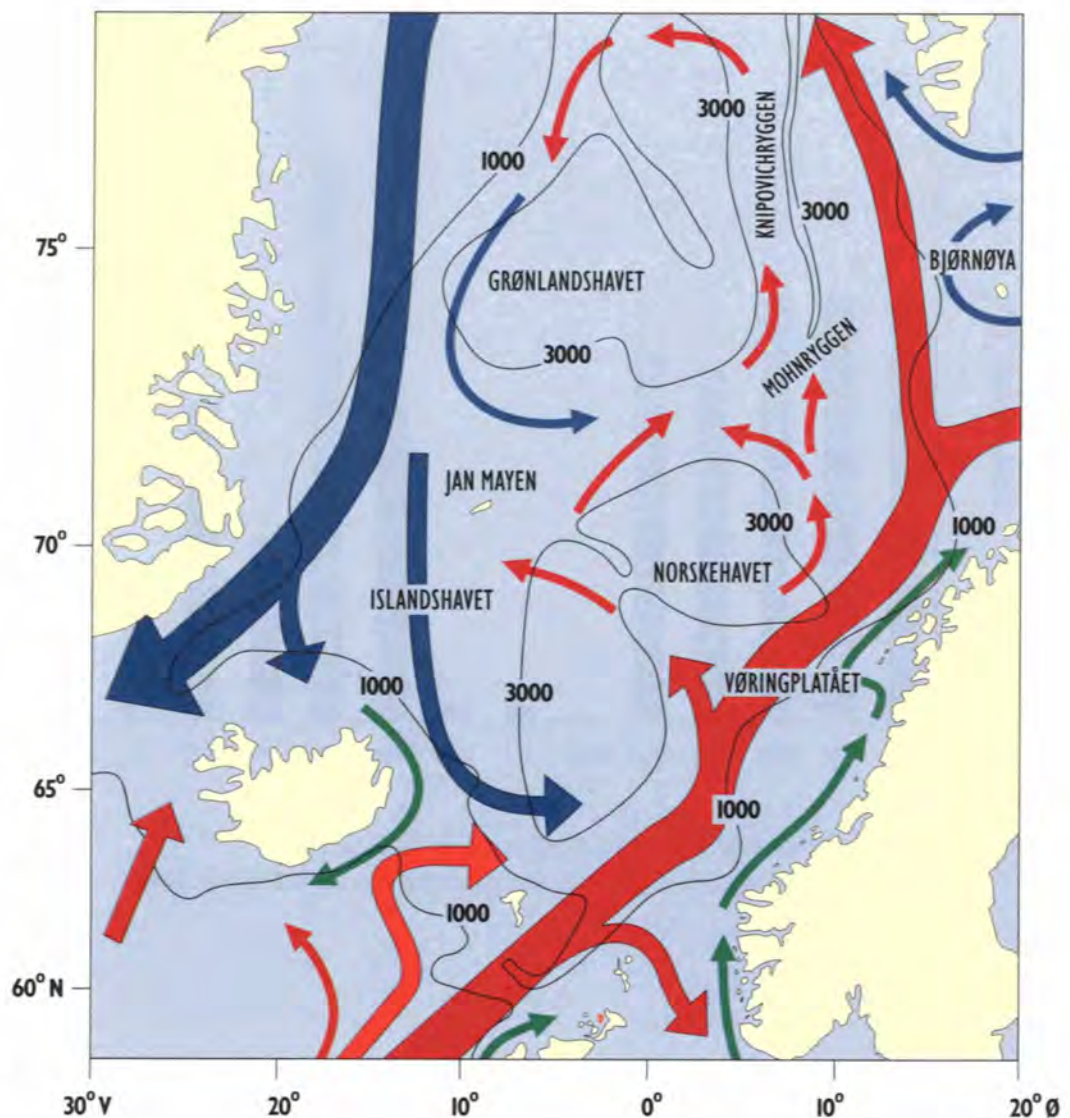 3000
1000
KNIPOVICHRYGGEN
3000
75°
GRØNLANDSHAVET
BJØRNØYA
3000
MOHNRYGGEN
JAN MAYEN
3000
1000
70°
NORSKEHAVET
ISLANDSHAVET
1000
3000
VØRINGPLATÅET
65°
1000
1000
60° N
30° V
20°
10°
0°
10°
20° Ø